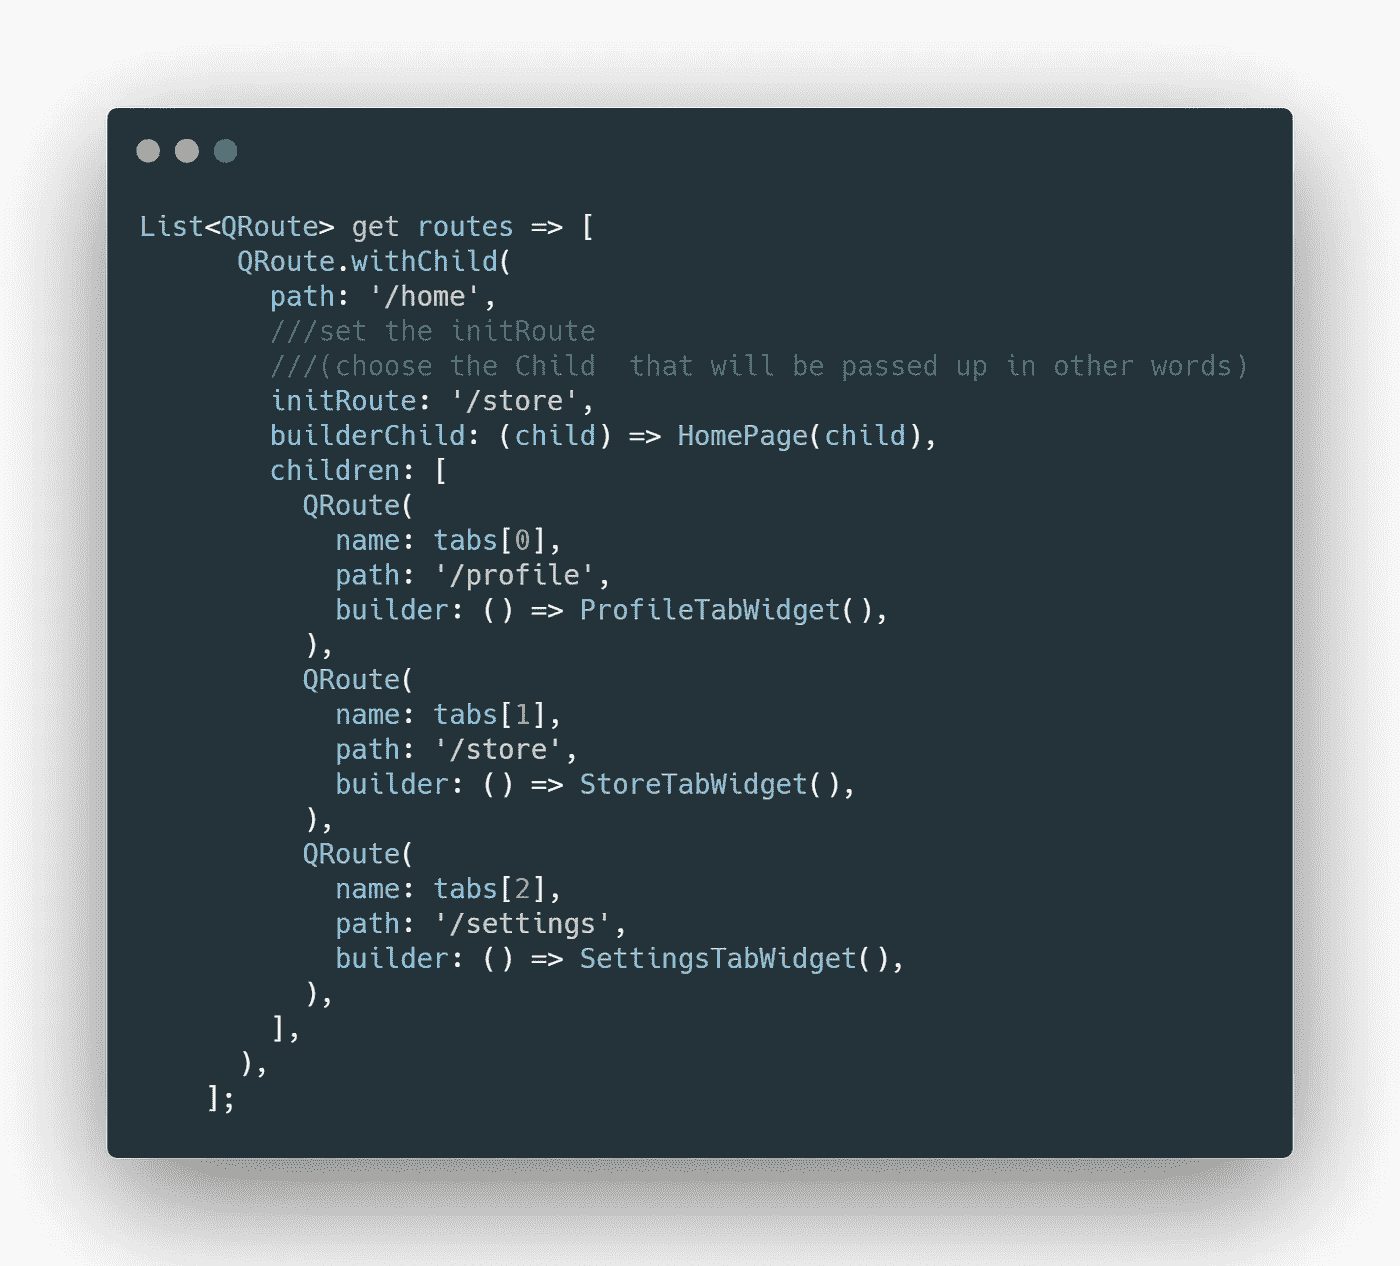 List<QRoute> get routes => [
      QRoute.withChild(
        path: '/home',
        ///set the initRoute
        ///(choose the Child  that will be passed up in other words)
        initRoute: '/store',
        builderChild: (child) => HomePage(child),
        children: [
          QRoute(
            name: tabs[0],
            path: '/profile',
            builder: () => ProfileTabWidget(),
          ),
          QRoute(
            name: tabs[1],
            path: '/store',
            builder: () => StoreTabWidget(),
          ),
          QRoute(
            name: tabs[2],
            path: '/settings',
            builder: () => SettingsTabWidget(),
          ),
        ],
      ),
    ];